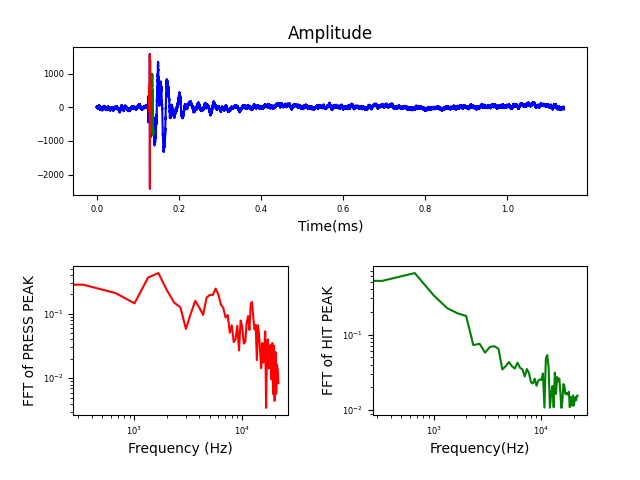 Amplitude
1000
0
−1000
−2000
0.0 0.2 0.4 0.6 0.8 1.0
Time(ms)
FFT of PRESS PEAK
10⁻¹
10⁻²
10³ 10⁴
Frequency (Hz)
FFT of HIT PEAK
10⁻¹
10⁻²
10³ 10⁴
Frequency(Hz)